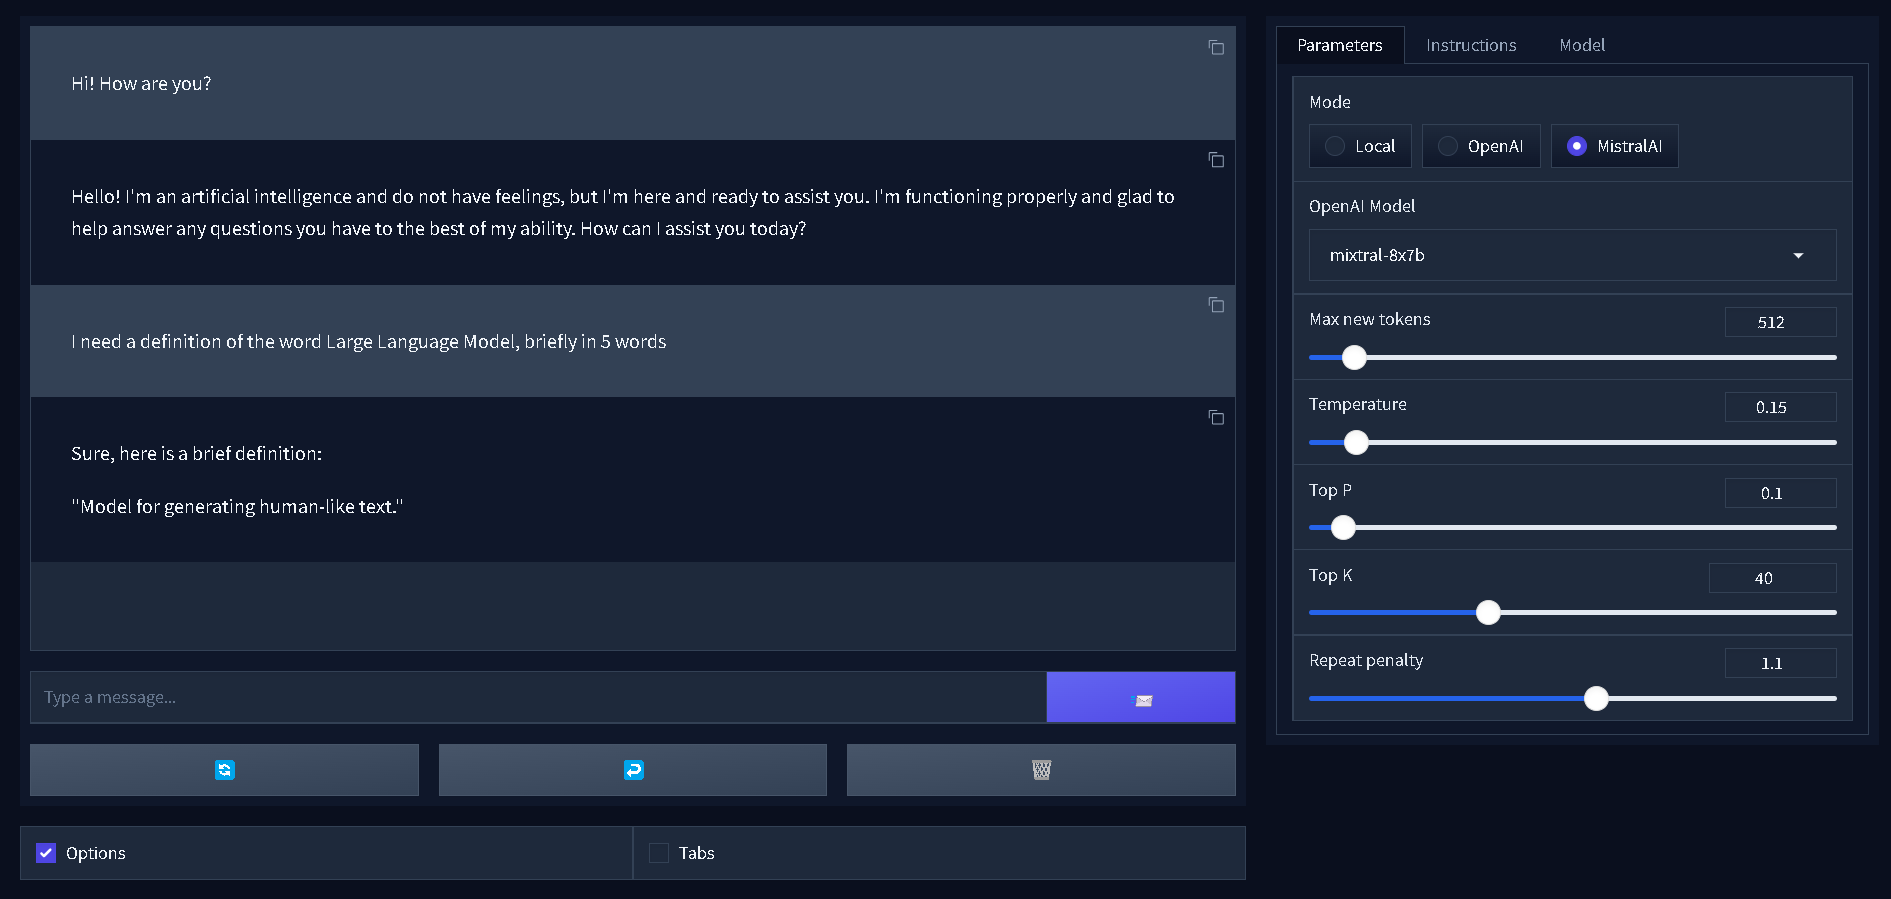 Hi! How are you?
Hello! I'm an artificial intelligence and do not have feelings, but I'm here and ready to assist you. I'm functioning properly and glad to
help answer any questions you have to the best of my ability. How can I assist you today?
I need a definition of the word Large Language Model, briefly in 5 words
Sure, here is a brief definition:
"Model for generating human-like text."
Type a message...
Options
Tabs
Parameters
Instructions
Model
Mode
Local
OpenAI
MistralAI
OpenAI Model
mixtral-8x7b
Max new tokens
512
Temperature
0.15
Top P
0.1
Top K
40
Repeat penalty
1.1